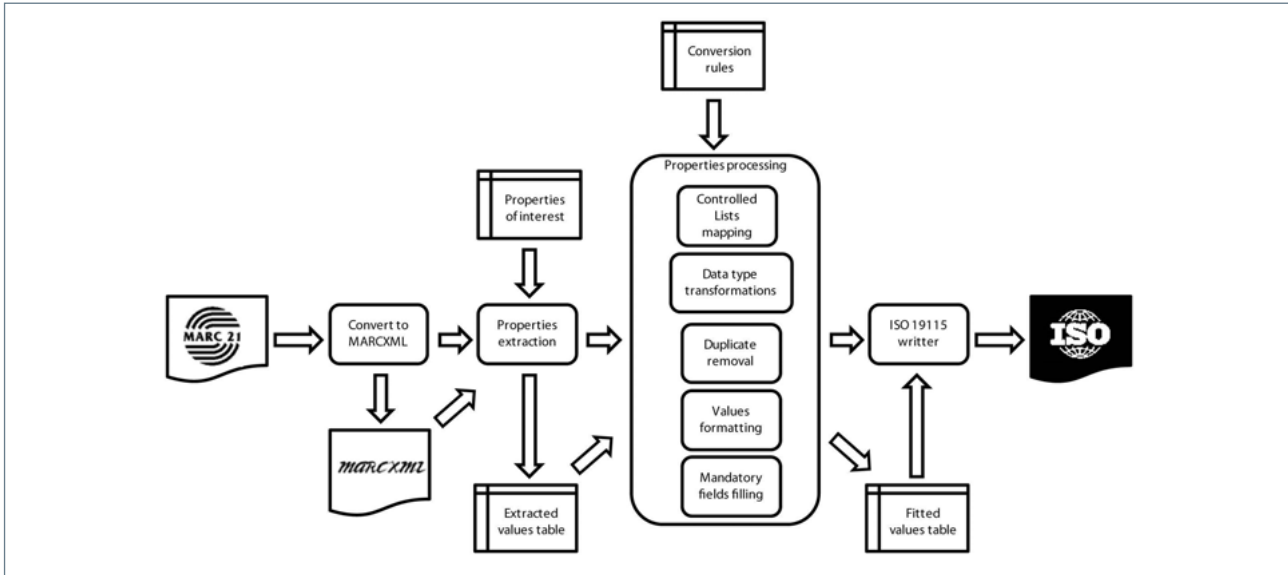 Conversion
rules
Properties processing
Properties
of interest
Controlled
Lists
mapping
Data type
transformations
MARC 21
Convert to
MARCXML
Properties
extraction
Duplicate
removal
ISO 19115
writter
ISO
Values
formatting
MARCXML
Mandatory
fields filling
Extracted
values table
Fitted
values table